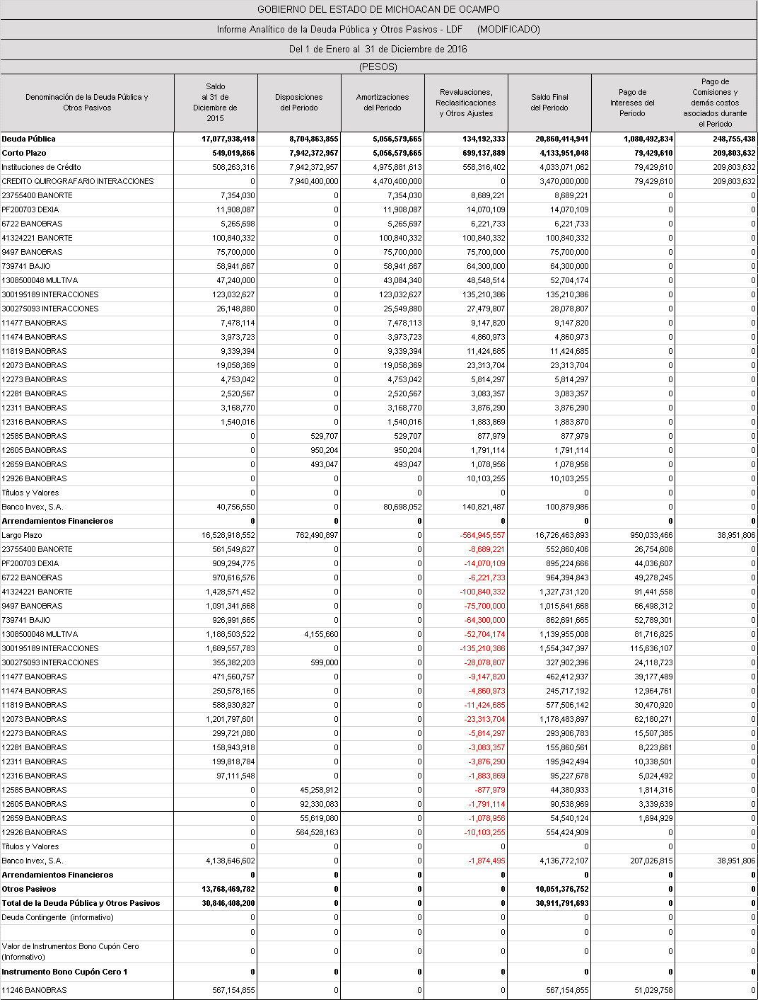 GOBIERNO DEL ESTADO DE MICHOACAN DE OCAMPO
Informe Analítico de la Deuda Pública y Otros Pasivos - LDF (MODIFICADO)
Del 1 de Enero al 31 de Diciembre de 2016
(PESOS)
Denominación de la Deuda Pública y Otros Pasivos | Saldo al 31 de Diciembre de 2015 | Disposiciones del Periodo | Amortizaciones del Periodo | Revaluaciones, Reclasificaciones y Otros Ajustes | Saldo Final del Periodo | Pago de Intereses del Periodo | Pago de Comisiones y demás costos asociados durante el Periodo
Deuda Pública 17,077,938,418 8,704,863,855 5,056,579,665 134,192,333 20,860,414,941 1,080,492,834 248,755,438
Corto Plazo 549,019,866 7,942,372,957 5,056,579,665 699,137,889 4,133,951,048 79,429,610 209,803,632
Instituciones de Crédito 508,263,316 7,942,372,957 4,975,881,613 558,316,402 4,033,071,062 79,429,610 209,803,632
CREDITO QUIROGRAFARIO INTERACCIONES 0 7,940,400,000 4,470,400,000 0 3,470,000,000 79,429,610 209,803,632
23755400 BANORTE 7,354,030 0 7,354,030 8,689,221 8,689,221 0 0
PF200703 DEXIA 11,908,087 0 11,908,087 14,070,109 14,070,109 0 0
6722 BANOBRAS 5,265,698 0 5,265,697 6,221,733 6,221,733 0 0
41324221 BANORTE 100,840,332 0 100,840,332 100,840,332 100,840,332 0 0
9497 BANOBRAS 75,700,000 0 75,700,000 75,700,000 75,700,000 0 0
739741 BAJIO 58,941,667 0 58,941,667 64,300,000 64,300,000 0 0
1308500048 MULTIVA 47,240,000 0 43,084,340 48,548,514 52,704,174 0 0
300195189 INTERACCIONES 123,032,627 0 123,032,627 135,210,386 135,210,386 0 0
300275093 INTERACCIONES 26,148,880 0 25,549,880 27,479,807 28,078,807 0 0
11477 BANOBRAS 7,478,114 0 7,478,113 9,147,820 9,147,820 0 0
11474 BANOBRAS 3,973,723 0 3,973,723 4,860,973 4,860,973 0 0
11819 BANOBRAS 9,339,394 0 9,339,394 11,424,685 11,424,685 0 0
12073 BANOBRAS 19,058,369 0 19,058,369 23,313,704 23,313,704 0 0
12273 BANOBRAS 4,753,042 0 4,753,042 5,814,297 5,814,297 0 0
12281 BANOBRAS 2,520,567 0 2,520,567 3,083,357 3,083,357 0 0
12311 BANOBRAS 3,168,770 0 3,168,770 3,876,290 3,876,290 0 0
12316 BANOBRAS 1,540,016 0 1,540,016 1,883,869 1,883,870 0 0
12585 BANOBRAS 0 529,707 529,707 877,979 877,979 0 0
12605 BANOBRAS 0 950,204 950,204 1,791,114 1,791,114 0 0
12659 BANOBRAS 0 493,047 493,047 1,078,956 1,078,956 0 0
12926 BANOBRAS 0 0 0 10,103,255 10,103,255 0 0
Títulos y Valores 0 0 0 0 0 0 0
Banco Invex, S.A. 40,756,550 0 80,698,052 140,821,487 100,879,986 0 0
Arrendamientos Financieros 0 0 0 0 0 0 0
Largo Plazo 16,528,918,552 762,490,897 0 -564,945,557 16,726,463,893 950,033,466 38,951,806
23755400 BANORTE 561,549,627 0 0 -8,689,221 552,860,406 26,754,608 0
PF200703 DEXIA 909,294,775 0 0 -14,070,109 895,224,666 44,036,607 0
6722 BANOBRAS 970,616,576 0 0 -6,221,733 964,394,843 49,278,245 0
41324221 BANORTE 1,428,571,452 0 0 -100,840,332 1,327,731,120 91,441,558 0
9497 BANOBRAS 1,091,341,668 0 0 -75,700,000 1,015,641,668 66,498,312 0
739741 BAJIO 926,991,665 0 0 -64,300,000 862,691,665 52,789,301 0
1308500048 MULTIVA 1,188,503,522 4,155,660 0 -52,704,174 1,139,955,008 81,716,825 0
300195189 INTERACCIONES 1,689,557,783 0 0 -135,210,386 1,554,347,397 115,636,107 0
300275093 INTERACCIONES 355,382,203 599,000 0 -28,078,807 327,902,396 24,118,723 0
11477 BANOBRAS 471,560,757 0 0 -9,147,820 462,412,937 39,177,489 0
11474 BANOBRAS 250,578,165 0 0 -4,860,973 245,717,192 12,964,761 0
11819 BANOBRAS 588,930,827 0 0 -11,424,685 577,506,142 30,470,920 0
12073 BANOBRAS 1,201,797,601 0 0 -23,313,704 1,178,483,897 62,180,271 0
12273 BANOBRAS 299,721,080 0 0 -5,814,297 293,906,783 15,507,385 0
12281 BANOBRAS 158,943,918 0 0 -3,083,357 155,860,561 8,223,661 0
12311 BANOBRAS 199,818,784 0 0 -3,876,290 195,942,494 10,338,501 0
12316 BANOBRAS 97,111,548 0 0 -1,883,869 95,227,678 5,024,492 0
12585 BANOBRAS 0 45,258,912 0 -877,979 44,380,933 1,814,316 0
12605 BANOBRAS 0 92,330,083 0 -1,791,114 90,538,969 3,339,639 0
12659 BANOBRAS 0 55,619,080 0 -1,078,956 54,540,124 1,694,929 0
12926 BANOBRAS 0 564,528,163 0 -10,103,255 554,424,909 0 0
Títulos y Valores 0 0 0 0 0 0 0
Banco Invex, S.A. 4,138,646,602 0 0 -1,874,495 4,136,772,107 207,026,815 38,951,806
Arrendamientos Financieros 0 0 0 0 0 0 0
Otros Pasivos 13,768,469,782 0 0 0 10,051,376,752 0 0
Total de la Deuda Pública y Otros Pasivos 30,846,408,200 0 0 0 30,911,791,693 0 0
Deuda Contingente (informativo) 0 0 0 0 0 0 0
0 0 0 0 0 0 0
Valor de Instrumentos Bono Cupón Cero (Informativo) 0 0 0 0 0 0 0
Instrumento Bono Cupón Cero 1 0 0 0 0 0 0 0
11246 BANOBRAS 567,154,855 0 0 0 567,154,855 51,029,758 0